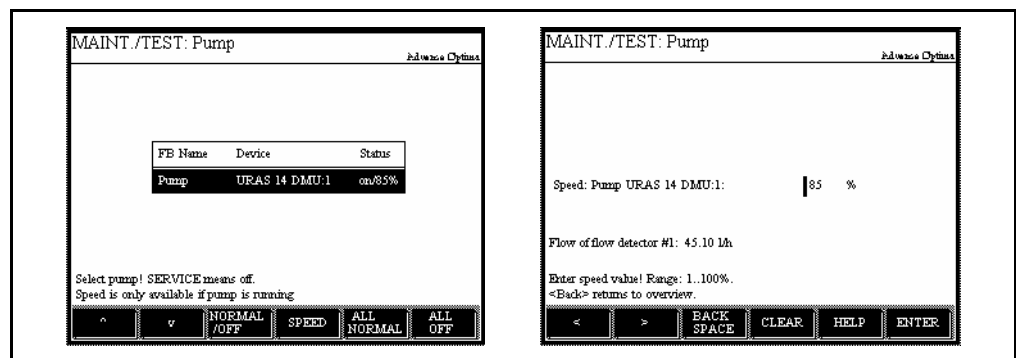 MAINT./TEST: Pump
Advance Optima
FB Name Device Status
Pump URAS 14 DMU:1 on/85%
Select pump! SERVICE means off.
Speed is only available if pump is running
^ v NORMAL /OFF SPEED ALL NORMAL ALL OFF
MAINT./TEST: Pump
Advance Optima
Speed: Pump URAS 14 DMU:1: 85 %
Flow of flow detector #1: 45.10 l/h
Enter speed value! Range: 1..100%.
<Back> returns to overview.
< > BACK SPACE CLEAR HELP ENTER